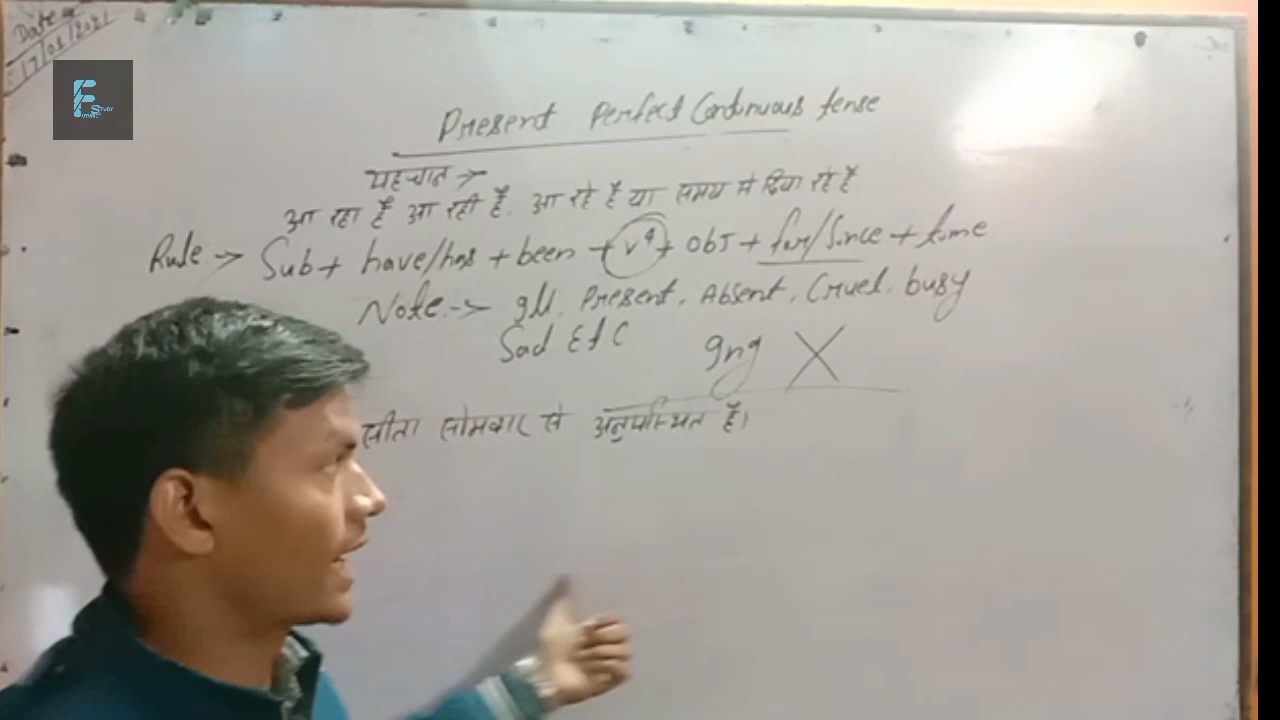 Date
17/01/2021
Present Perfect Continuous tense
पहचान →
आ रहा है आ रही है. आ रहे है या समय से दिया रहे है
Rule → Sub + have/has + been + v⁴ + obj + for/since + time
Note → ill. Present. Absent. Cruel. busy
Sad Etc ing X
सीता सोमवार से अनुपस्थित है।